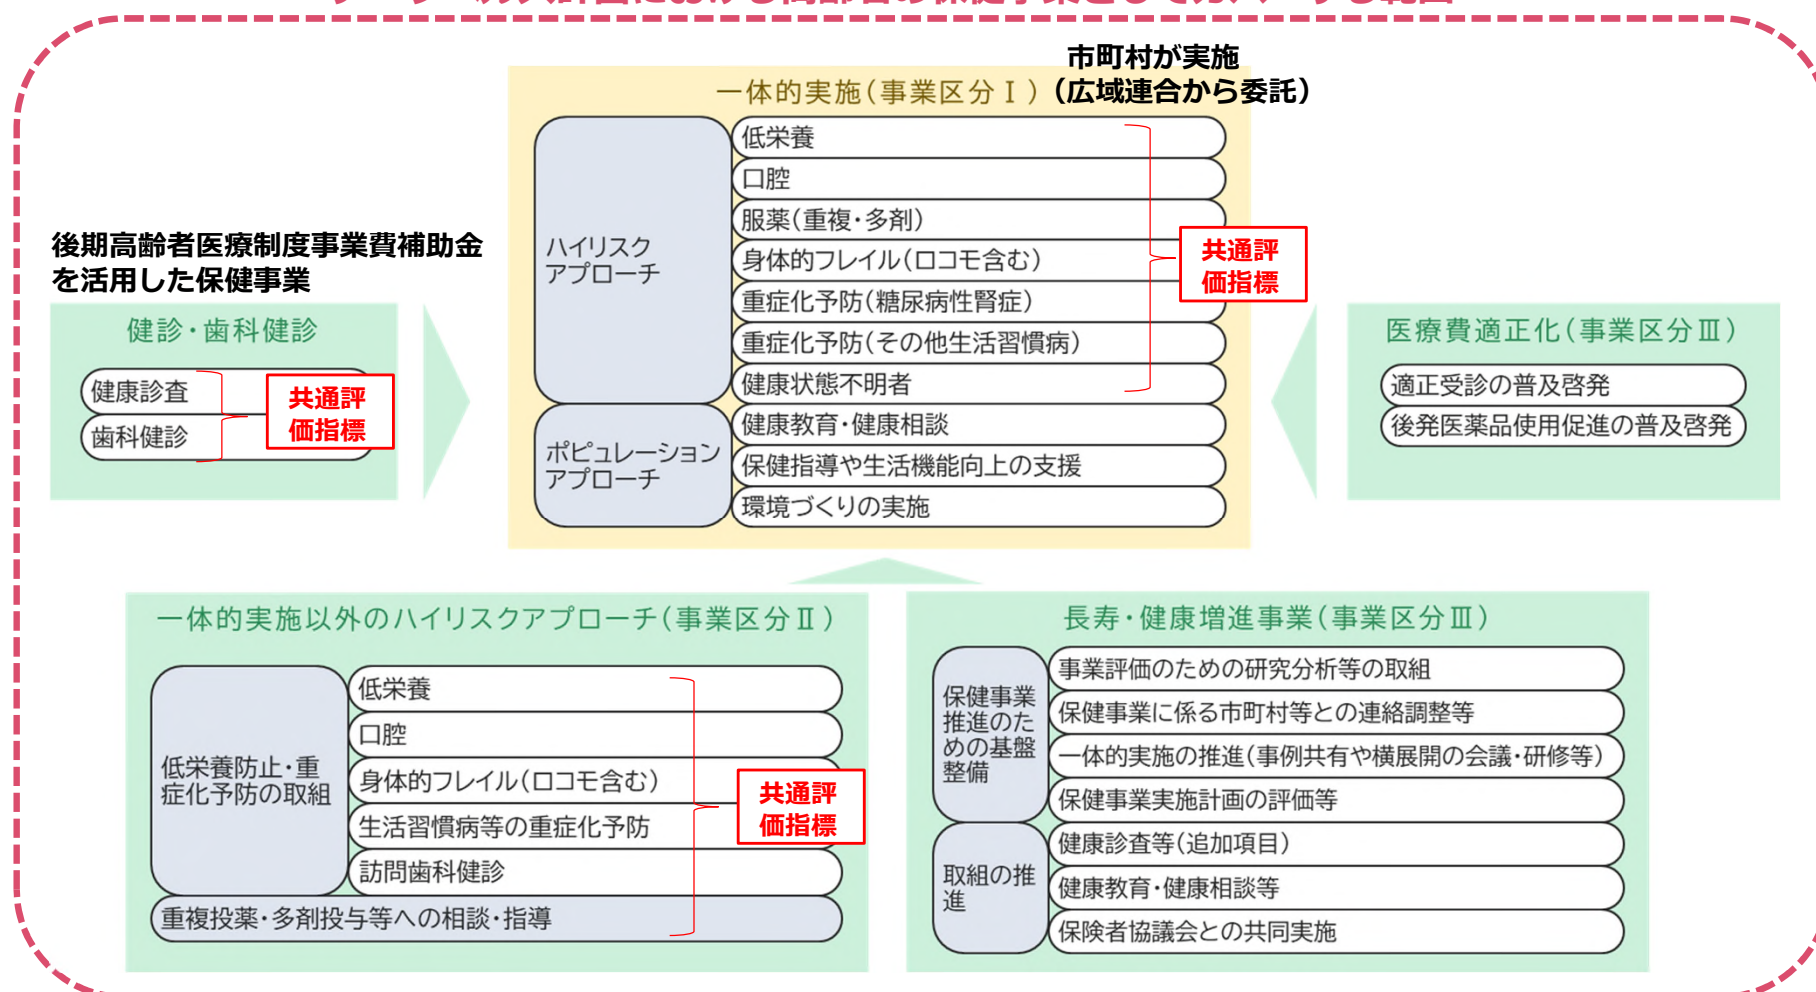 市町村が実施
一体的実施(事業区分Ⅰ)
(広域連合から委託)
ハイリスク
アプローチ
低栄養
口腔
服薬(重複・多剤)
身体的フレイル(ロコモ含む)
重症化予防(糖尿病性腎症)
重症化予防(その他生活習慣病)
健康状態不明者
共通評
価指標
ポピュレーション
アプローチ
健康教育・健康相談
保健指導や生活機能向上の支援
環境づくりの実施
後期高齢者医療制度事業費補助金
を活用した保健事業
健診・歯科健診
健康診査
歯科健診
共通評
価指標
医療費適正化(事業区分Ⅲ)
適正受診の普及啓発
後発医薬品使用促進の普及啓発
一体的実施以外のハイリスクアプローチ(事業区分Ⅱ)
低栄養防止・重
症化予防の取組
低栄養
口腔
身体的フレイル(ロコモ含む)
生活習慣病等の重症化予防
訪問歯科健診
重複投薬・多剤投与等への相談・指導
共通評
価指標
長寿・健康増進事業(事業区分Ⅲ)
保健事業
推進のた
めの基盤
整備
事業評価のための研究分析等の取組
保健事業に係る市町村等との連絡調整等
一体的実施の推進(事例共有や横展開の会議・研修等)
保健事業実施計画の評価等
取組の推
進
健康診査等(追加項目)
健康教育・健康相談等
保険者協議会との共同実施